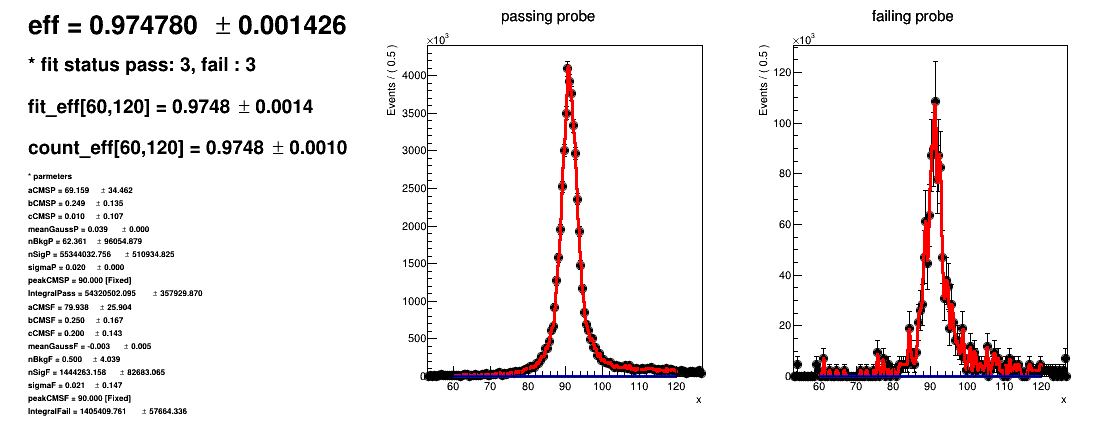 eff = 0.974780 ± 0.001426
* fit status pass: 3, fail : 3
fit_eff[60,120] = 0.9748 ± 0.0014
count_eff[60,120] = 0.9748 ± 0.0010
* parmeters
aCMSP = 69.159 ± 34.462
bCMSP = 0.249 ± 0.135
cCMSP = 0.010 ± 0.107
meanGaussP = 0.039 ± 0.000
nBkgP = 62.361 ± 96054.879
nSigP = 55344032.756 ± 510934.825
sigmaP = 0.020 ± 0.000
peakCMSP = 90.000 [Fixed]
IntegralPass = 54320502.095 ± 357929.870
aCMSF = 79.938 ± 25.904
bCMSF = 0.250 ± 0.167
cCMSF = 0.200 ± 0.143
meanGaussF = -0.003 ± 0.005
nBkgF = 0.500 ± 4.039
nSigF = 1444263.158 ± 82683.065
sigmaF = 0.021 ± 0.147
peakCMSF = 90.000 [Fixed]
IntegralFail = 1405409.761 ± 57664.336
passing probe
×10³
Events / ( 0.5 )
4000
3500
3000
2500
2000
1500
1000
500
0
60 70 80 90 100 110 120
x
failing probe
×10³
Events / ( 0.5 )
120
100
80
60
40
20
0
60 70 80 90 100 110 120
x